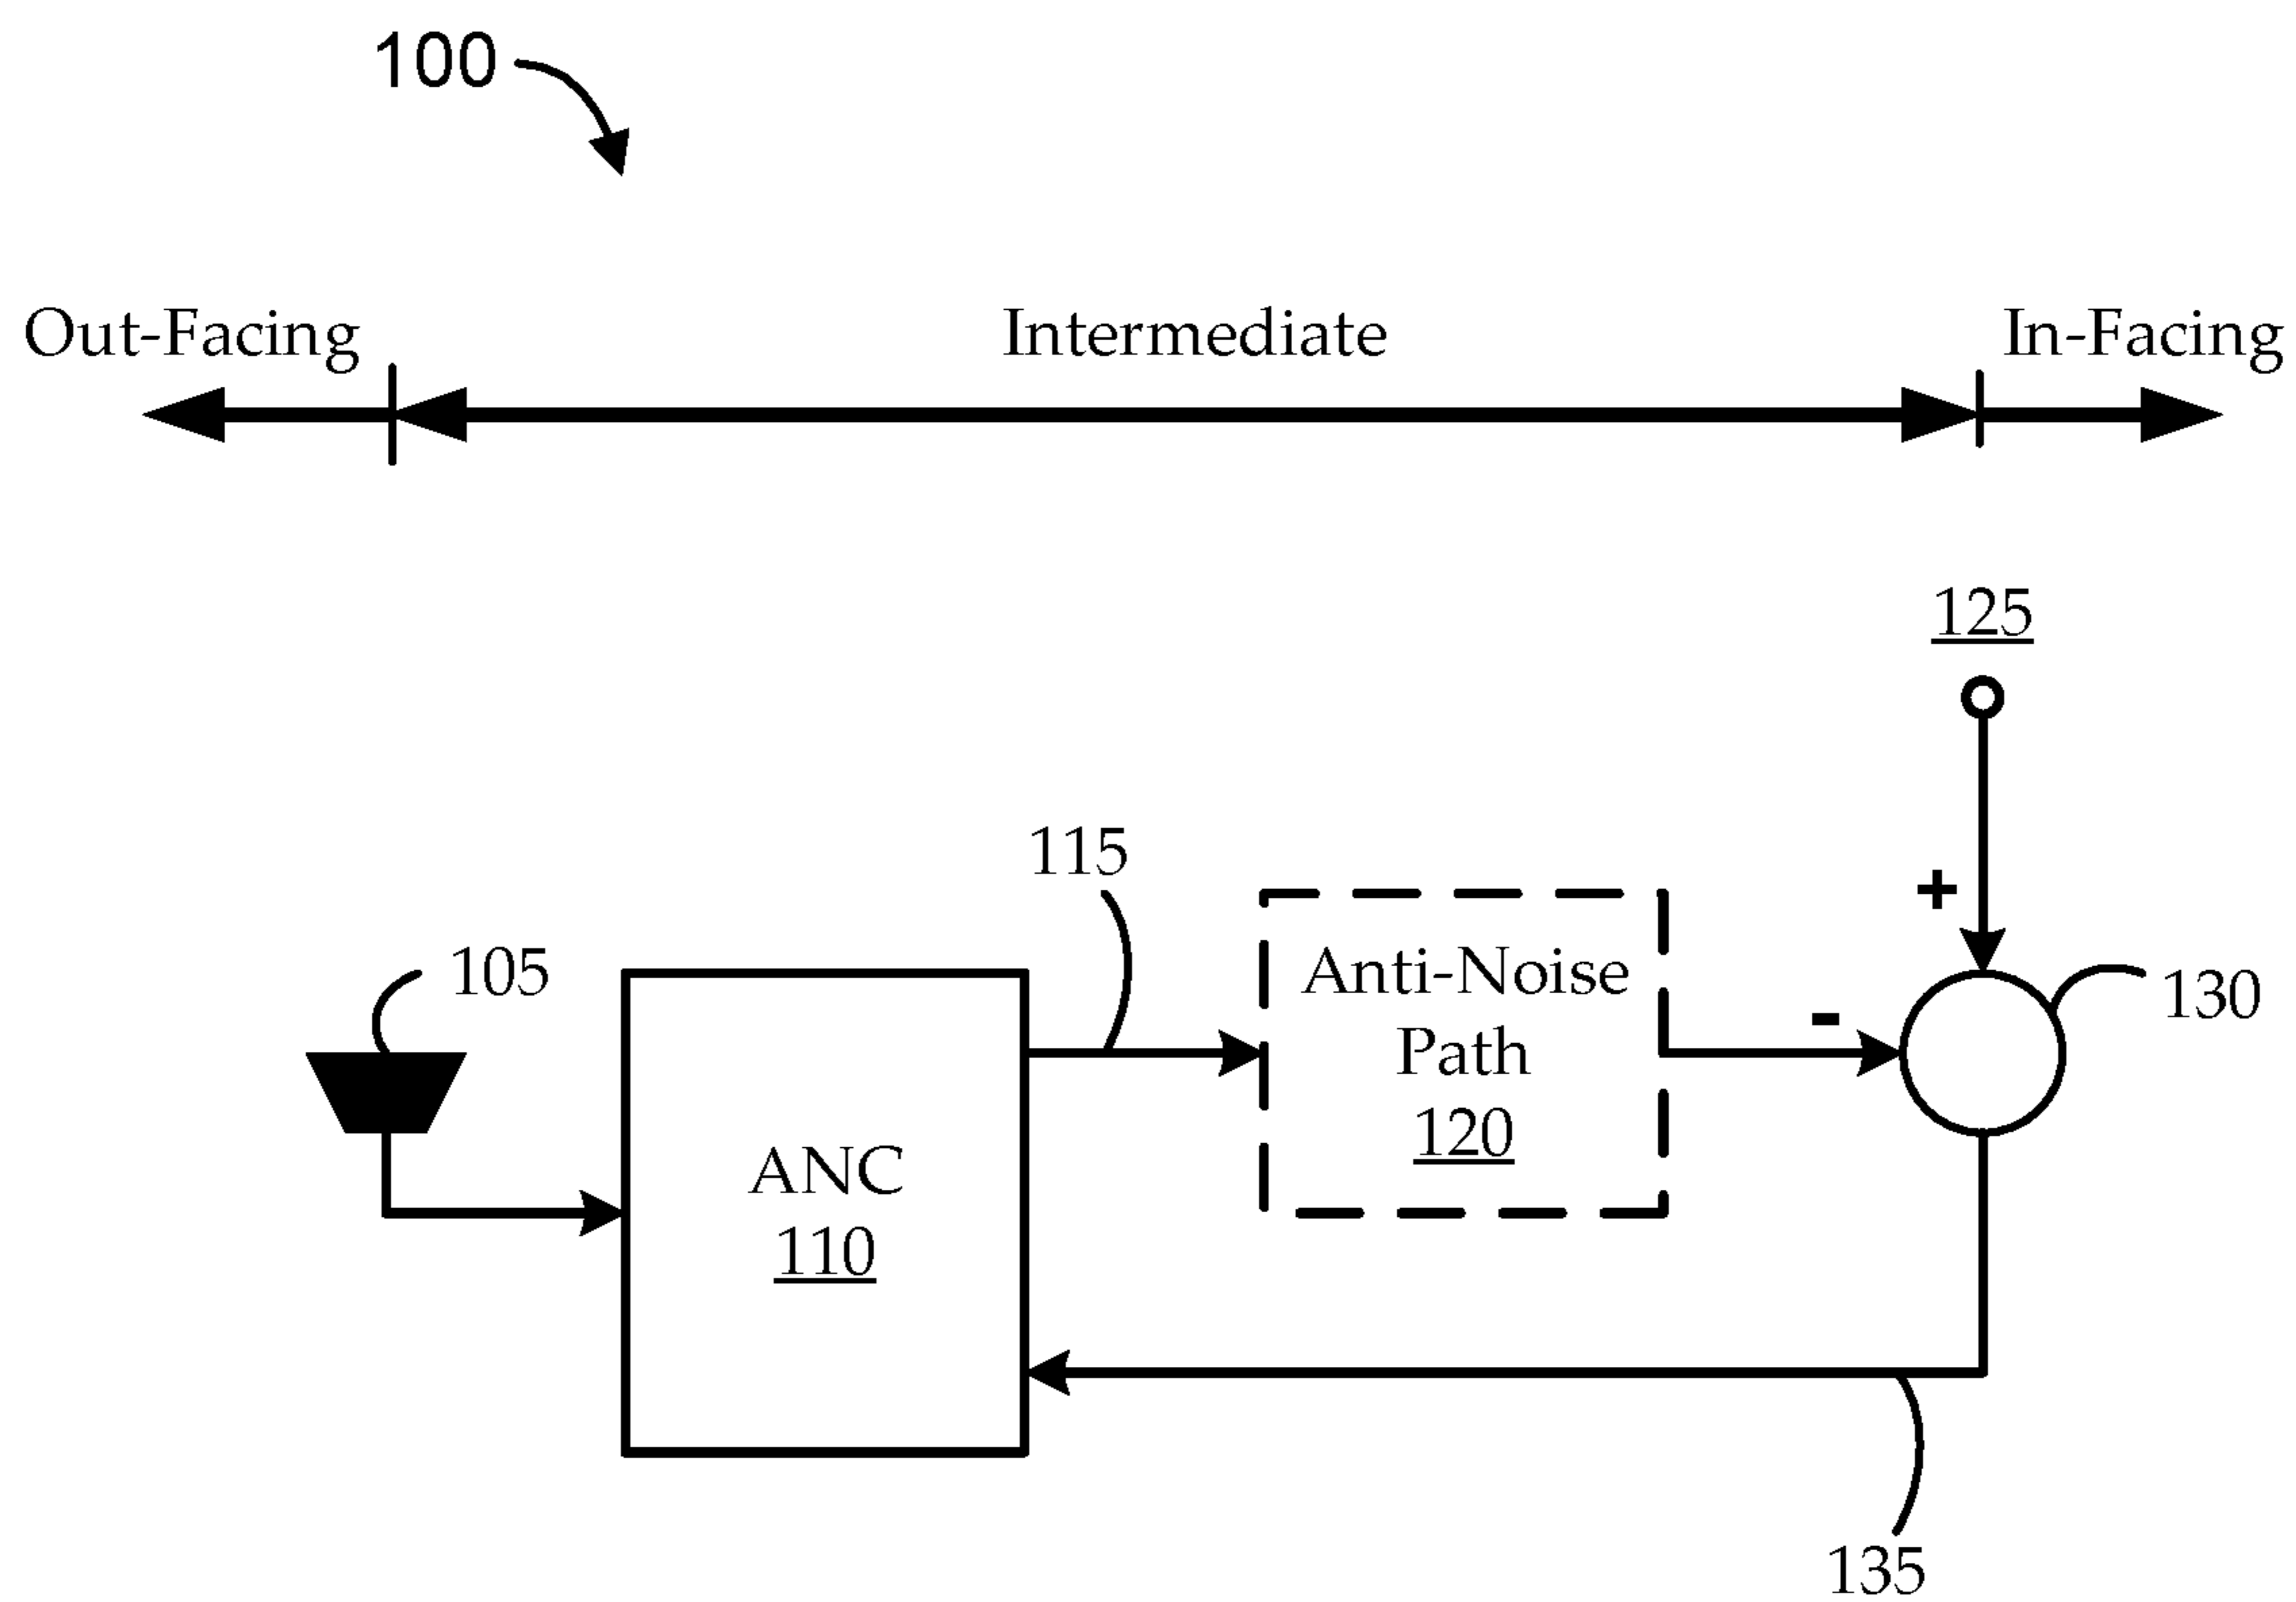 100
Out-Facing Intermediate In-Facing
125
115
+
105
Anti-Noise
Path
120
-
130
ANC
110
135